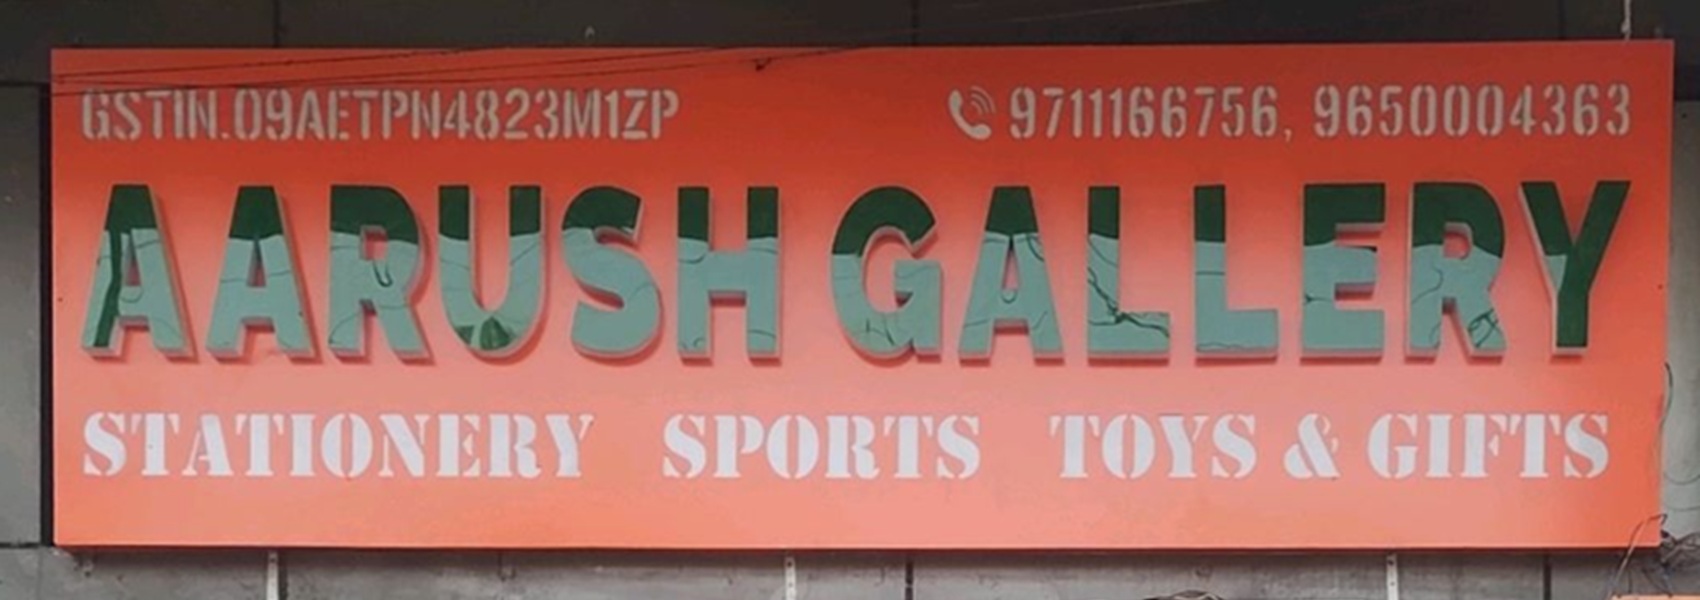 GSTIN.09AETPN4823M1ZP 9711166756, 9650004363
AARUSH GALLERY
STATIONERY SPORTS TOYS & GIFTS